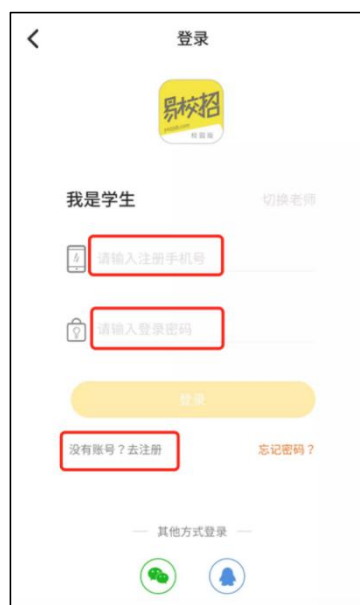 登录
易校招
校园版
我是学生 切换老师
请输入注册手机号
请输入登录密码
登录
没有账号？去注册 忘记密码？
其他方式登录